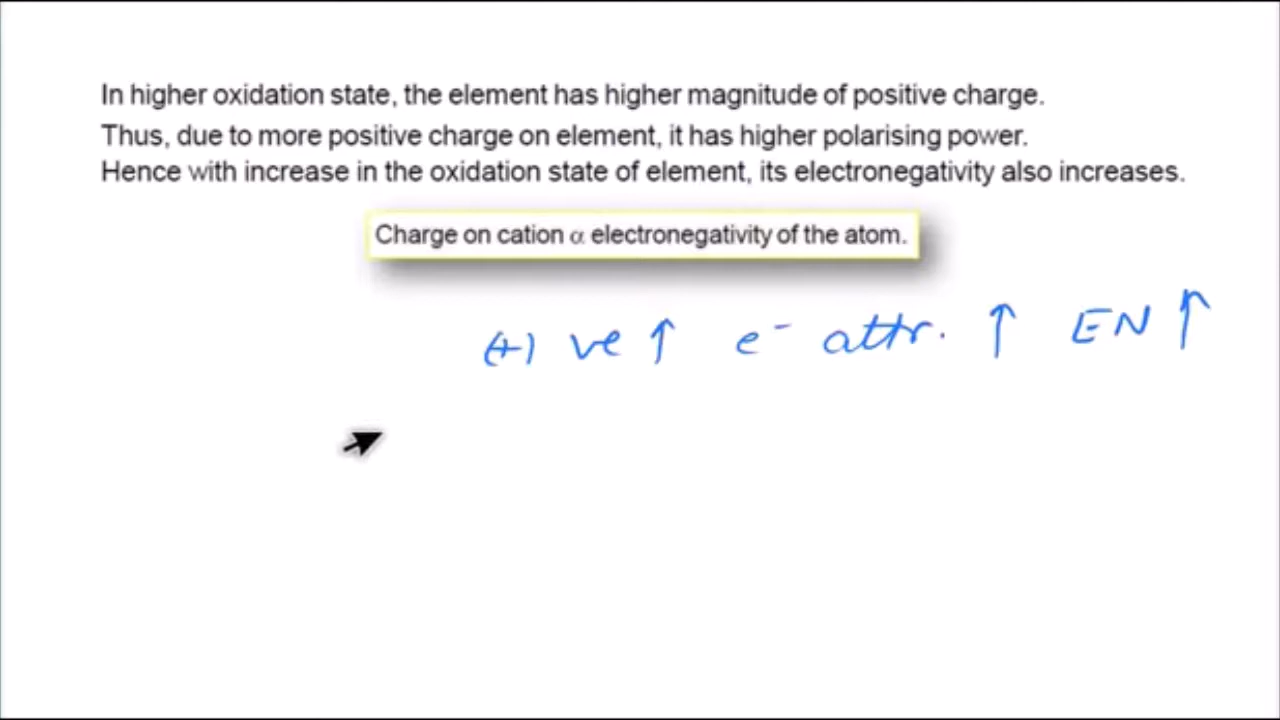 In higher oxidation state, the element has higher magnitude of positive charge.
Thus, due to more positive charge on element, it has higher polarising power.
Hence with increase in the oxidation state of element, its electronegativity also increases.
Charge on cation α electronegativity of the atom.
(+) ve ↑ e⁻ attr. ↑ EN ↑